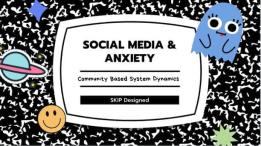 SOCIAL MEDIA &
ANXIETY
Community Based System Dynamics
SKIP Designed